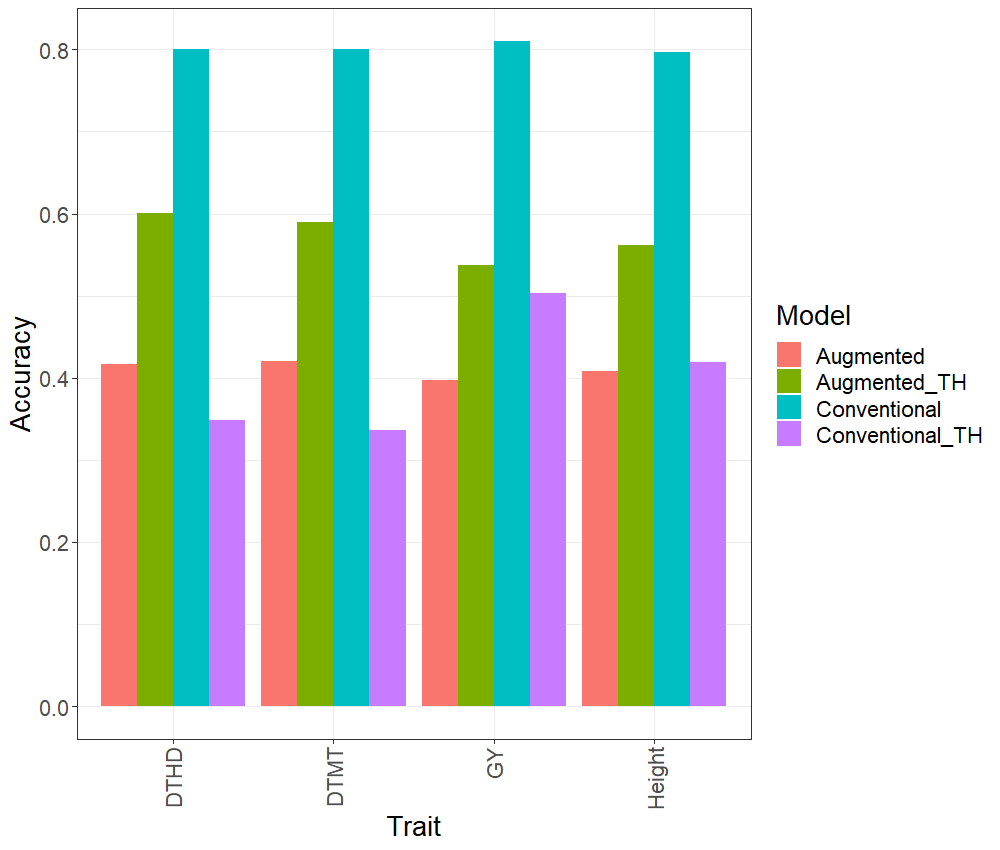 Accuracy
0.8
0.6
0.4
0.2
0.0
DTHD
DTMT
GY
Height
Trait
Model
Augmented
Augmented_TH
Conventional
Conventional_TH